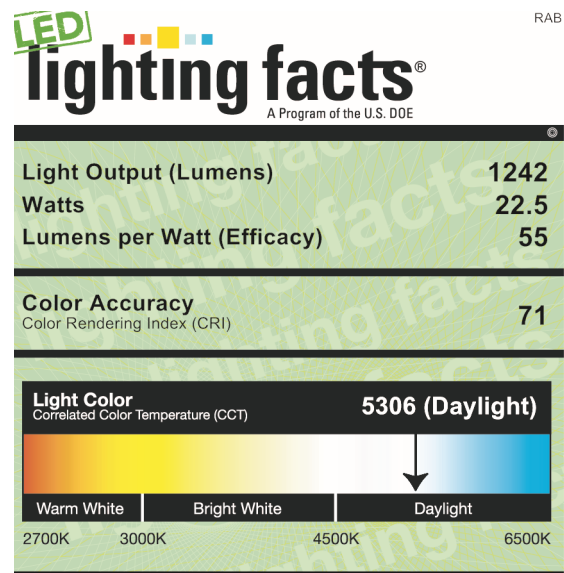 RAB
LED
lighting facts®
A Program of the U.S. DOE
Light Output (Lumens) 1242
Watts 22.5
Lumens per Watt (Efficacy) 55
Color Accuracy
Color Rendering Index (CRI) 71
Light Color
Correlated Color Temperature (CCT) 5306 (Daylight)
Warm White Bright White Daylight
2700K 3000K 4500K 6500K